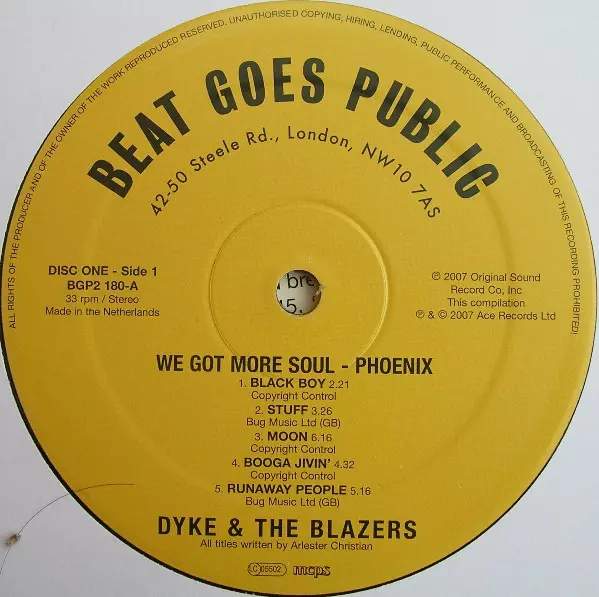 ALL RIGHTS OF THE PRODUCER AND OF THE OWNER OF THE WORK REPRODUCED RESERVED. UNAUTHORISED COPYING, HIRING, LENDING, PUBLIC PERFORMANCE AND BROADCASTING OF THIS RECORDING PROHIBITED!
BEAT GOES PUBLIC
42-50 Steele Rd., London, NW10 7AS
DISC ONE - Side 1
BGP2 180-A
33 rpm / Stereo
Made in the Netherlands
℗ 2007 Original Sound
Record Co, Inc
This compilation
℗ & © 2007 Ace Records Ltd
bre
5.
WE GOT MORE SOUL - PHOENIX
1. BLACK BOY 2.21
Copyright Control
2. STUFF 3.26
Bug Music Ltd (GB)
3. MOON 6.16
Copyright Control
4. BOOGA JIVIN' 4.32
Copyright Control
5. RUNAWAY PEOPLE 5.16
Bug Music Ltd (GB)
DYKE & THE BLAZERS
All titles written by Arlester Christian
LC 05502 mcps